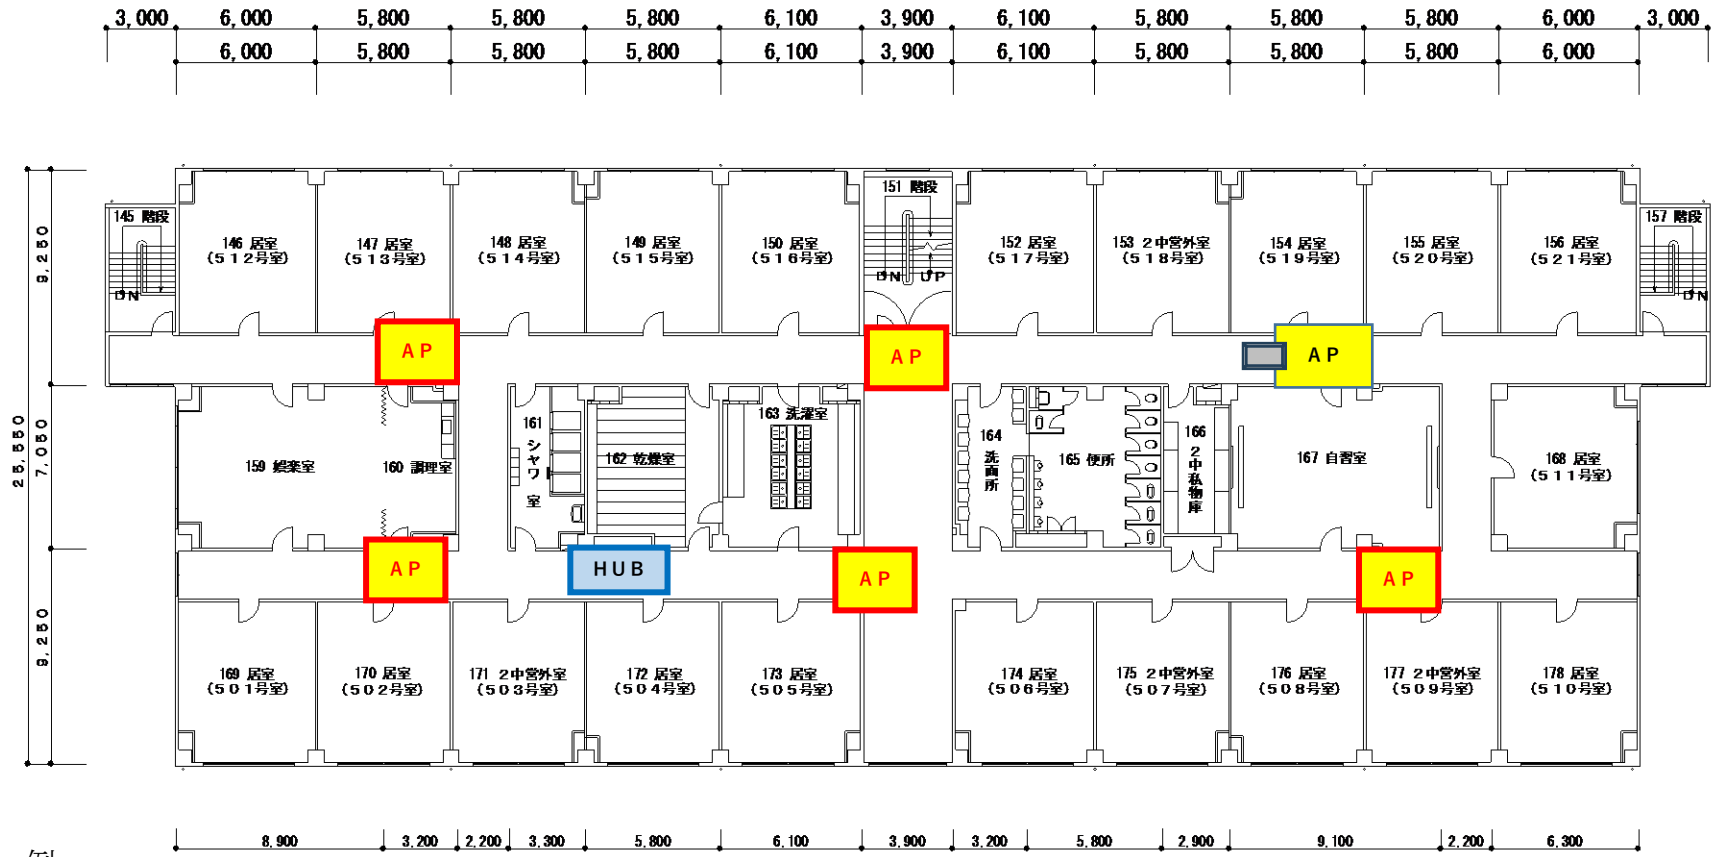 3,000 6,000 5,800 5,800 5,800 6,100 3,900 6,100 5,800 5,800 5,800 6,000 3,000
6,000 5,800 5,800 5,800 6,100 3,900 6,100 5,800 5,800 5,800 6,000
145 階段
DN
146 居室
(512号室)
147 居室
(513号室)
148 居室
(514号室)
149 居室
(515号室)
150 居室
(516号室)
151 階段
DN UP
152 居室
(517号室)
153 2中営外室
(518号室)
154 居室
(519号室)
155 居室
(520号室)
156 居室
(521号室)
157 階段
DN
9,250
25,550
7,050
9,250
AP
AP
AP
159 娯楽室
160 調理室
161
シャワー室
162 乾燥室
163 洗濯室
164
洗面所
165 便所
166
2中私物庫
167 自習室
168 居室
(511号室)
AP
HUB
AP
AP
169 居室
(501号室)
170 居室
(502号室)
171 2中営外室
(503号室)
172 居室
(504号室)
173 居室
(505号室)
174 居室
(506号室)
175 2中営外室
(507号室)
176 居室
(508号室)
177 2中営外室
(509号室)
178 居室
(510号室)
8,900 3,200 2,200 3,300 5,800 6,100 3,900 3,200 5,800 2,900 9,100 2,200 6,300